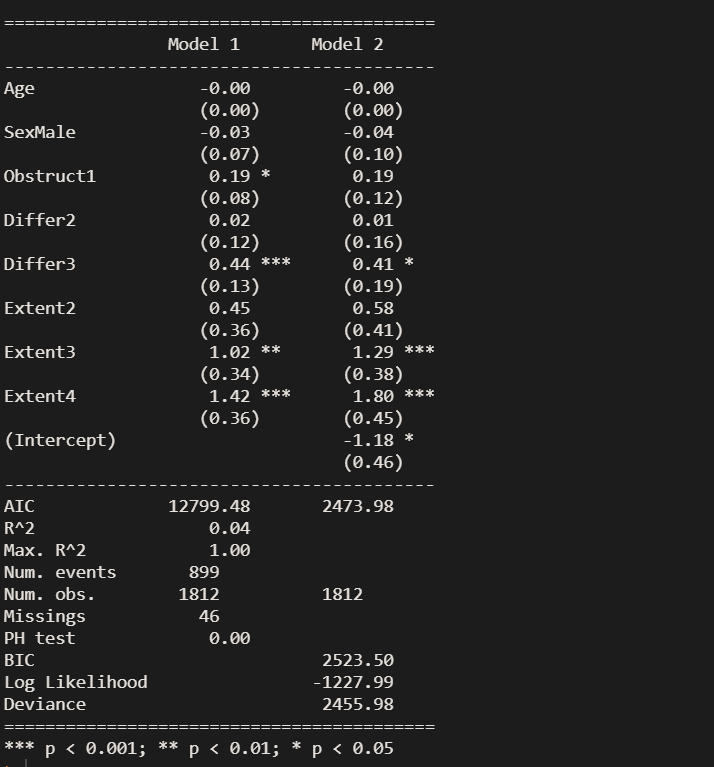 ==========================================
                Model 1       Model 2
------------------------------------------
Age                -0.00         -0.00
                   (0.00)        (0.00)
SexMale            -0.03         -0.04
                   (0.07)        (0.10)
Obstruct1           0.19 *        0.19
                   (0.08)        (0.12)
Differ2             0.02          0.01
                   (0.12)        (0.16)
Differ3             0.44 ***      0.41 *
                   (0.13)        (0.19)
Extent2             0.45          0.58
                   (0.36)        (0.41)
Extent3             1.02 **       1.29 ***
                   (0.34)        (0.38)
Extent4             1.42 ***      1.80 ***
                   (0.36)        (0.45)
(Intercept)                      -1.18 *
                                 (0.46)
------------------------------------------
AIC             12799.48       2473.98
R^2                 0.04
Max. R^2            1.00
Num. events       899
Num. obs.        1812          1812
Missings           46
PH test             0.00
BIC                            2523.50
Log Likelihood                -1227.99
Deviance                       2455.98
==========================================
*** p < 0.001; ** p < 0.01; * p < 0.05